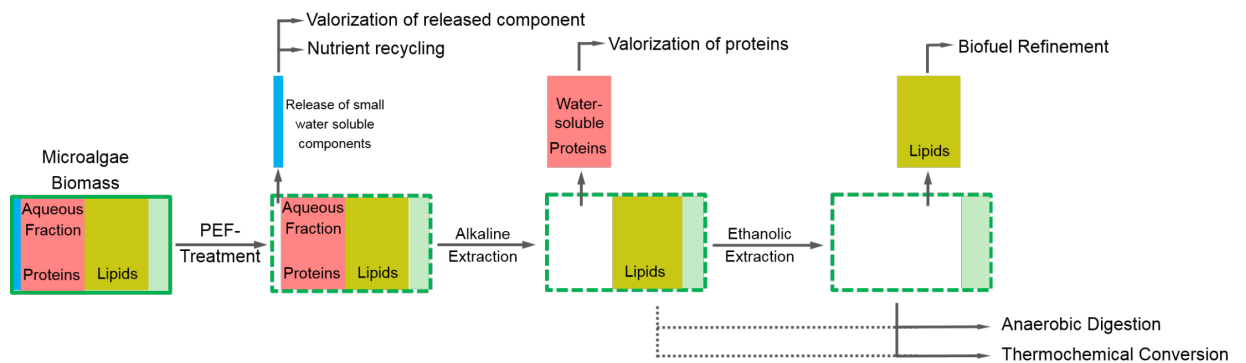 Valorization of released component
Nutrient recycling
Release of small
water soluble
components
Valorization of proteins
Water-
soluble
Proteins
Biofuel Refinement
Lipids
Microalgae
Biomass
Aqueous
Fraction
Proteins
Lipids
PEF-
Treatment
Aqueous
Fraction
Proteins
Lipids
Alkaline
Extraction
Lipids
Ethanolic
Extraction
Anaerobic Digestion
Thermochemical Conversion